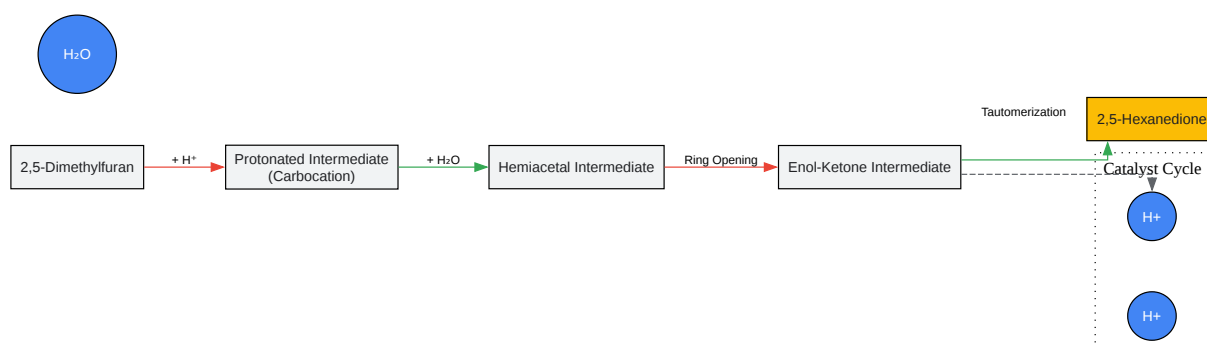 H₂O
Tautomerization
2,5-Hexanedione
2,5-Dimethylfuran
+ H⁺
Protonated Intermediate
(Carbocation)
+ H₂O
Hemiacetal Intermediate
Ring Opening
Enol-Ketone Intermediate
Catalyst Cycle
H+
H+